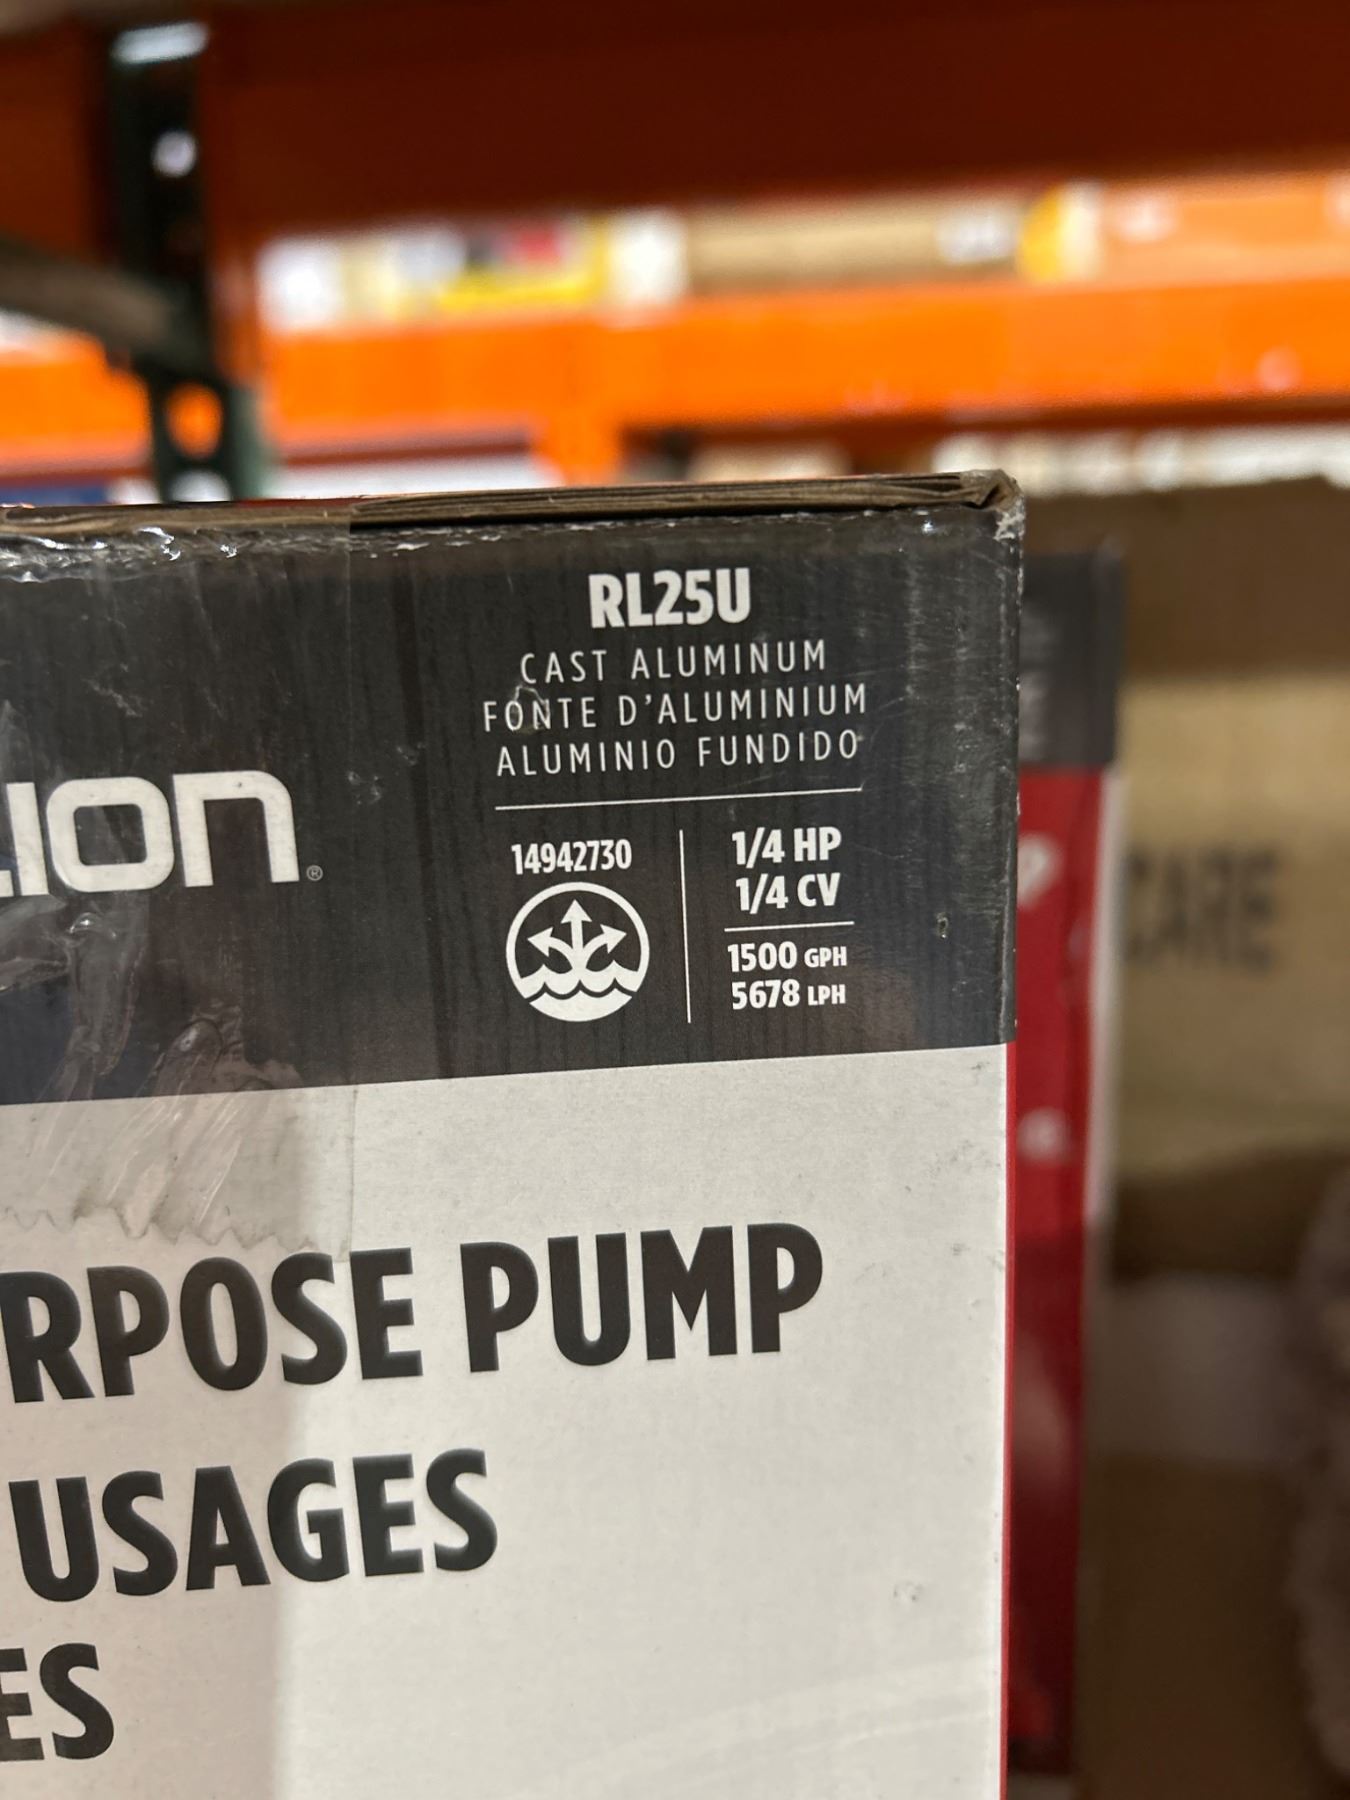 RL25U
CAST ALUMINUM
FONTE D'ALUMINIUM
ALUMINIO FUNDIDO
LION®
14942730
1/4 HP
1/4 CV
1500 GPH
5678 LPH
RPOSE PUMP
USAGES
ES
CARE